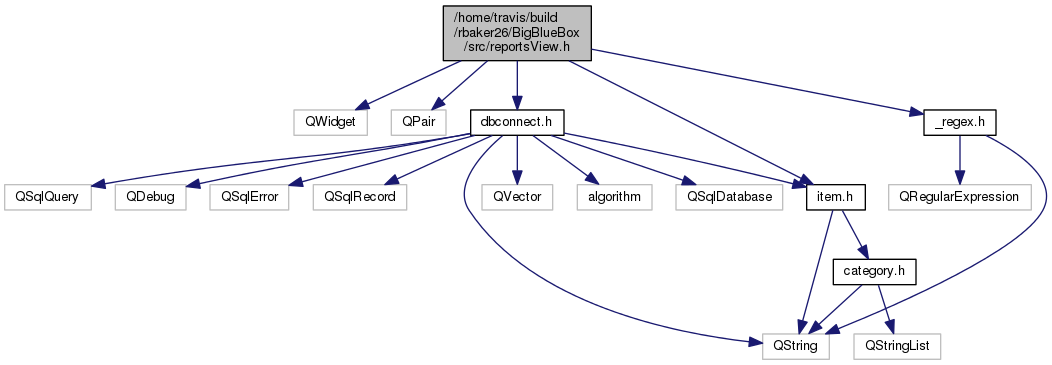 /home/travis/build
/rbaker26/BigBlueBox
/src/reportsView.h
QWidget
QPair
dbconnect.h
_regex.h
QSqlQuery
QDebug
QSqlError
QSqlRecord
QVector
algorithm
QSqlDatabase
item.h
QRegularExpression
category.h
QString
QStringList